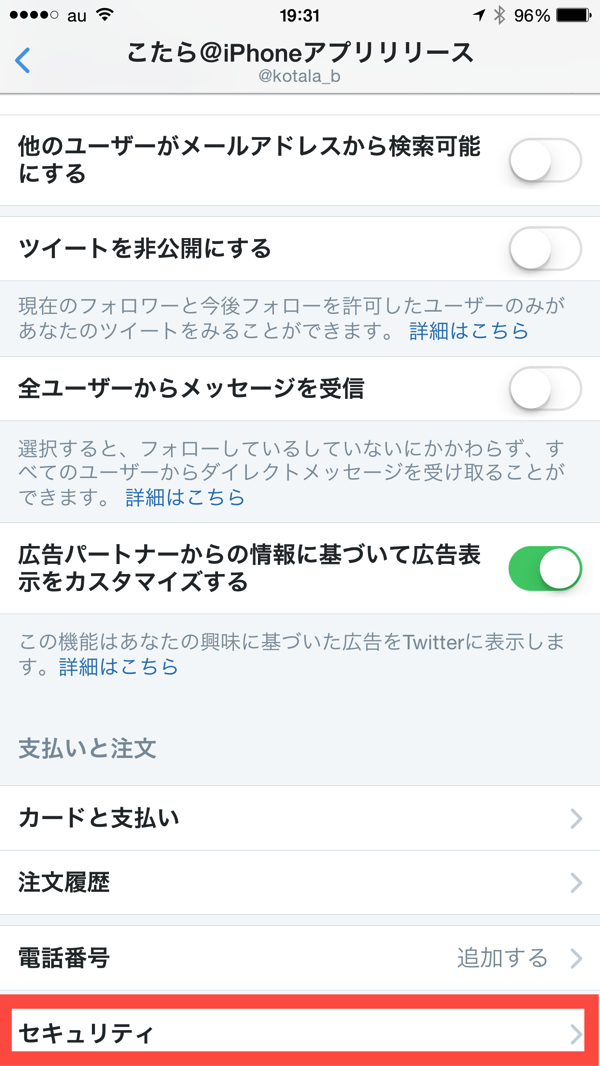 au 19:31 96%
こたら@iPhoneアプリリリース
@kotala_b
他のユーザーがメールアドレスから検索可能
にする
ツイートを非公開にする
現在のフォロワーと今後フォローを許可したユーザーのみが
あなたのツイートをみることができます。 詳細はこちら
全ユーザーからメッセージを受信
選択すると、フォローしているしていないにかかわらず、す
べてのユーザーからダイレクトメッセージを受け取ることが
できます。 詳細はこちら
広告パートナーからの情報に基づいて広告表
示をカスタマイズする
この機能はあなたの興味に基づいた広告をTwitterに表示しま
す。詳細はこちら
支払いと注文
カードと支払い
注文履歴
電話番号 追加する
セキュリティ